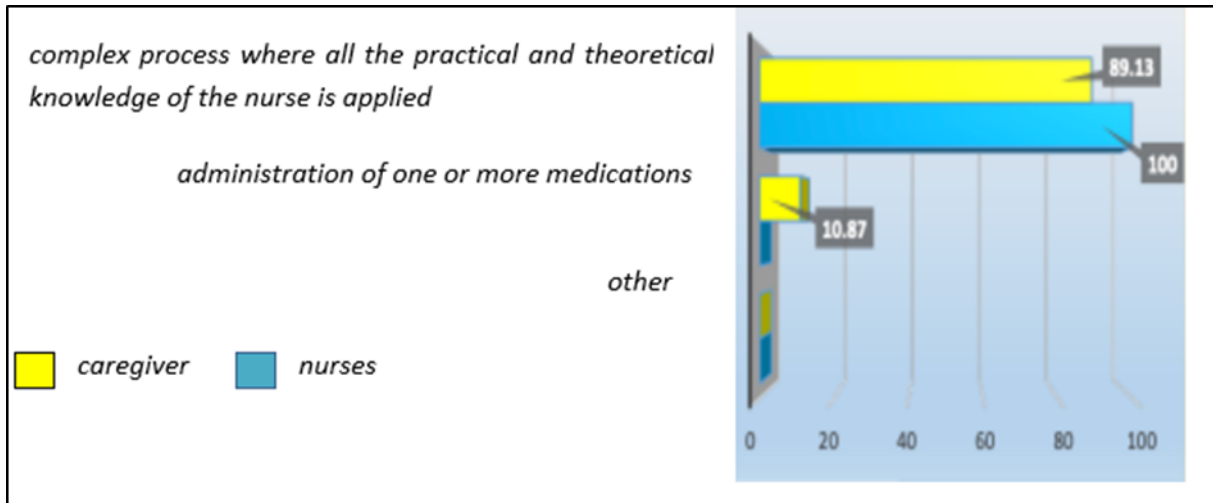 complex process where all the practical and theoretical
knowledge of the nurse is applied
89.13
100
administration of one or more medications
10.87
other
caregiver nurses
0 20 40 60 80 100